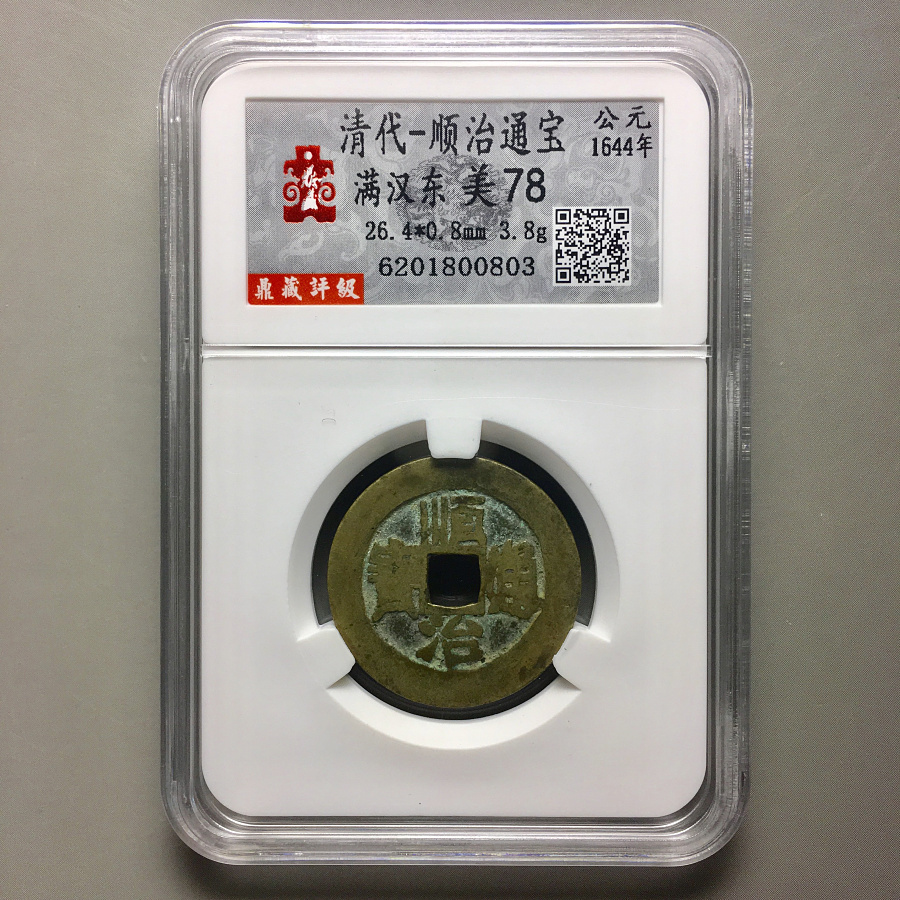 清代-顺治通宝
公元
1644年
满汉东 美78
26.4*0.8mm 3.8g
6201800803
鼎藏評級
順治通寶